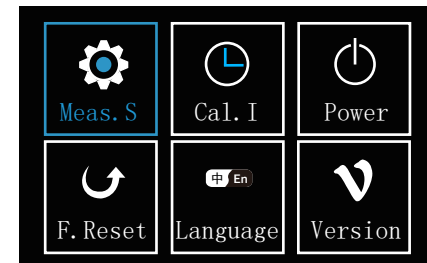 Meas.S
Cal.I
Power
中 En
F.Reset
Language
Version